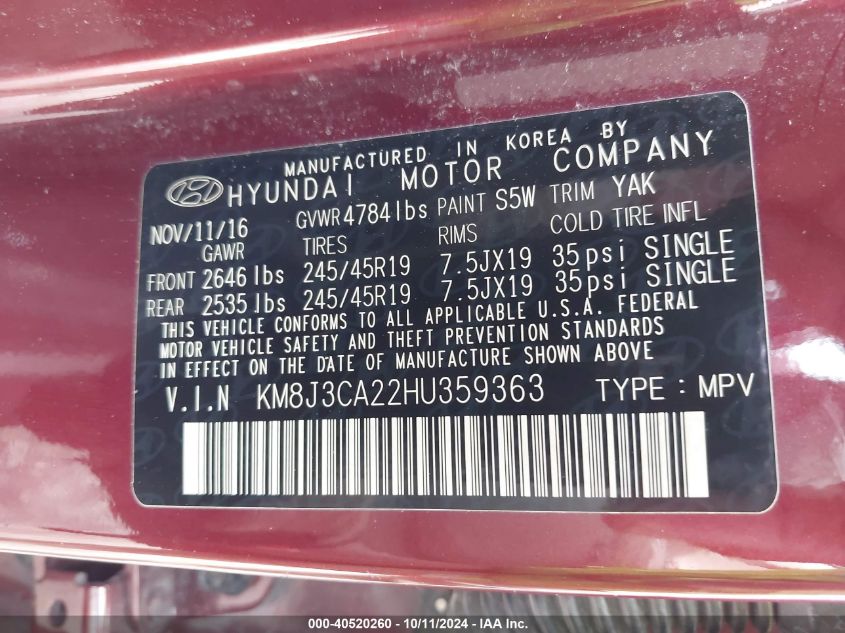 MANUFACTURED IN KOREA BY
HYUNDAI MOTOR COMPANY
NOV/11/16 GVWR 4784 lbs PAINT S5W TRIM YAK
GAWR TIRES RIMS COLD TIRE INFL
FRONT 2646 lbs 245/45R19 7.5JX19 35psi SINGLE
REAR 2535 lbs 245/45R19 7.5JX19 35psi SINGLE
THIS VEHICLE CONFORMS TO ALL APPLICABLE U.S.A. FEDERAL
MOTOR VEHICLE SAFETY AND THEFT PREVENTION STANDARDS
IN EFFECT ON THE DATE OF MANUFACTURE SHOWN ABOVE
V.I.N KM8J3CA22HU359363 TYPE : MPV
000-40520260 - 10/11/2024 - IAA Inc.